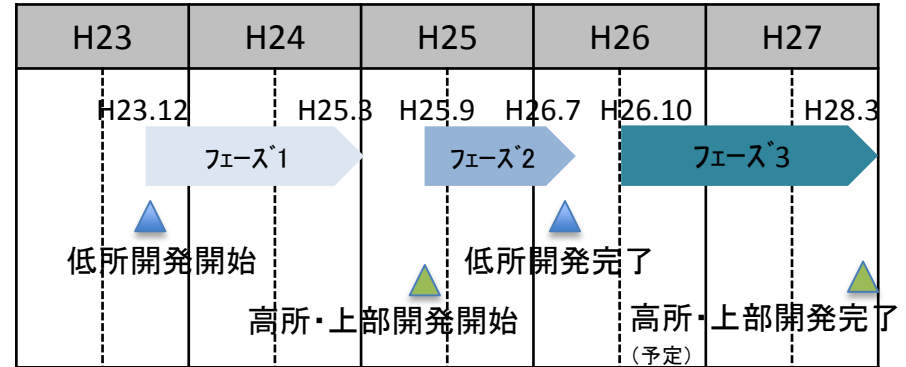 H23 H24 H25 H26 H27
H23.12 H25.3 H25.9 H26.7 H26.10 H28.3
フェーズ1 フェーズ2 フェーズ3
低所開発開始 低所開発完了
高所・上部開発開始 高所・上部開発完了
（予定）